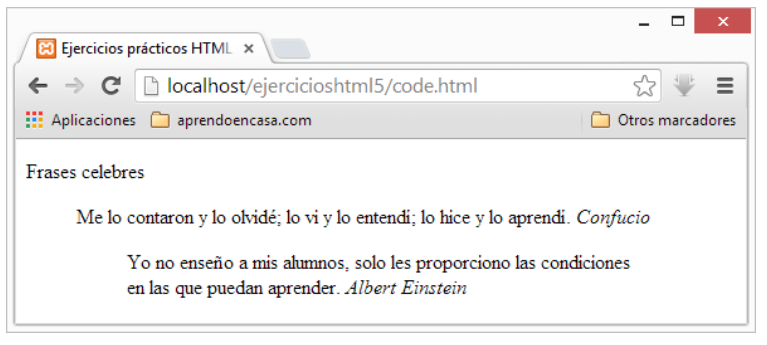 Ejercicios prácticos HTML
localhost/ejercicioshtml5/code.html
Aplicaciones aprendoencasa.com Otros marcadores
Frases celebres
Me lo contaron y lo olvidé; lo vi y lo entendí; lo hice y lo aprendí. Confucio
Yo no enseño a mis alumnos, solo les proporciono las condiciones
en las que puedan aprender. Albert Einstein